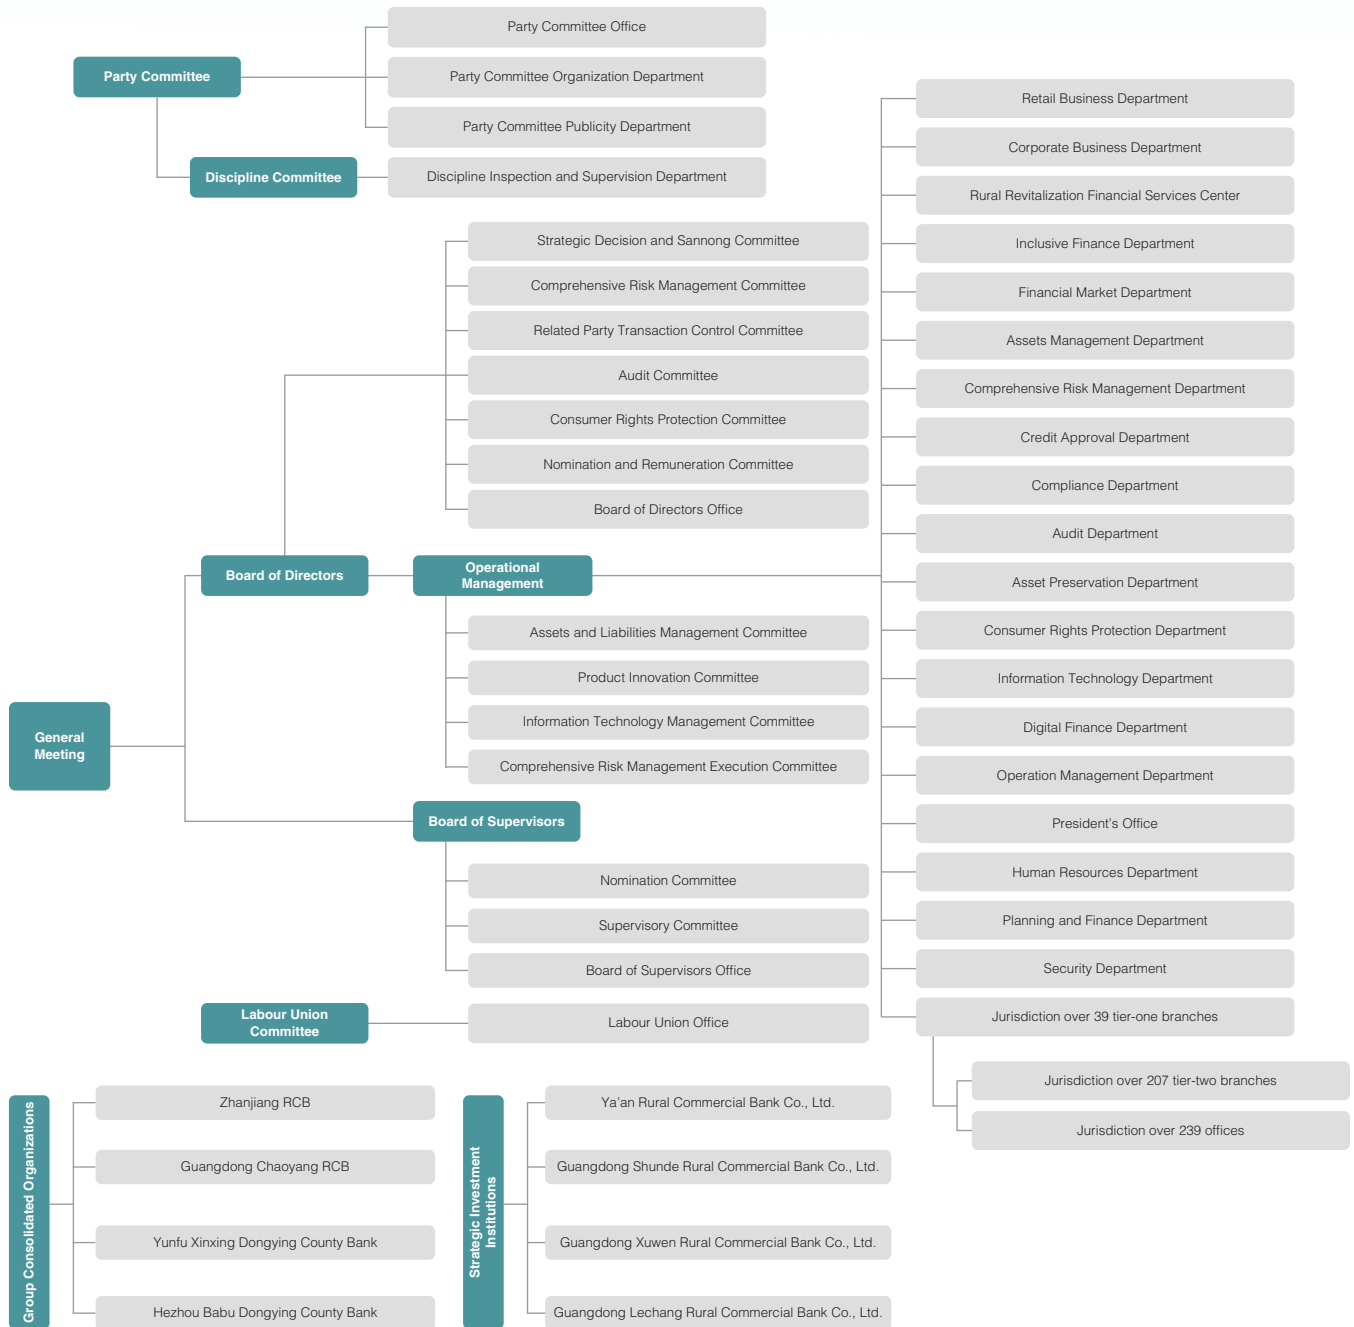 Party Committee
Party Committee Office
Party Committee Organization Department
Party Committee Publicity Department
Discipline Committee
Discipline Inspection and Supervision Department
General
Meeting
Board of Directors
Strategic Decision and Sannong Committee
Comprehensive Risk Management Committee
Related Party Transaction Control Committee
Audit Committee
Consumer Rights Protection Committee
Nomination and Remuneration Committee
Board of Directors Office
Operational
Management
Assets and Liabilities Management Committee
Product Innovation Committee
Information Technology Management Committee
Comprehensive Risk Management Execution Committee
Board of Supervisors
Nomination Committee
Supervisory Committee
Board of Supervisors Office
Labour Union
Committee
Labour Union Office
Retail Business Department
Corporate Business Department
Rural Revitalization Financial Services Center
Inclusive Finance Department
Financial Market Department
Assets Management Department
Comprehensive Risk Management Department
Credit Approval Department
Compliance Department
Audit Department
Asset Preservation Department
Consumer Rights Protection Department
Information Technology Department
Digital Finance Department
Operation Management Department
President's Office
Human Resources Department
Planning and Finance Department
Security Department
Jurisdiction over 39 tier-one branches
Jurisdiction over 207 tier-two branches
Jurisdiction over 239 offices
Group Consolidated Organizations
Zhanjiang RCB
Guangdong Chaoyang RCB
Yunfu Xinxing Dongying County Bank
Hezhou Babu Dongying County Bank
Strategic Investment
Institutions
Ya'an Rural Commercial Bank Co., Ltd.
Guangdong Shunde Rural Commercial Bank Co., Ltd.
Guangdong Xuwen Rural Commercial Bank Co., Ltd.
Guangdong Lechang Rural Commercial Bank Co., Ltd.